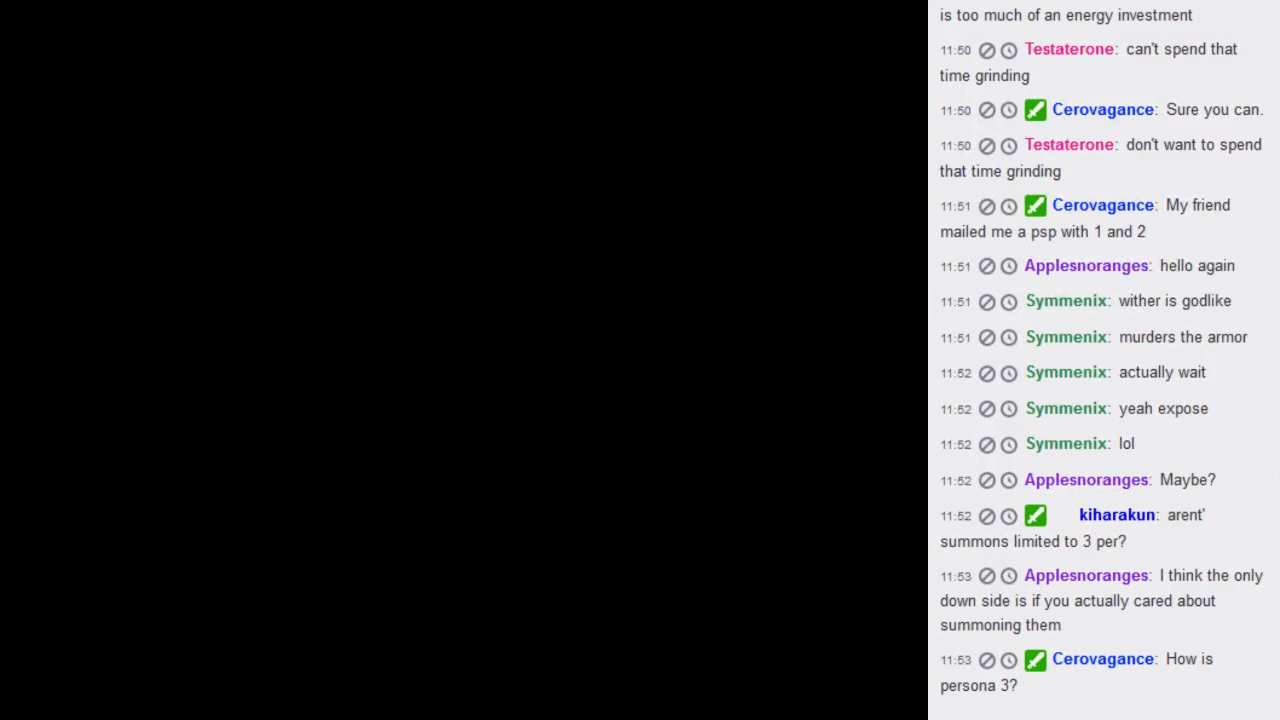 is too much of an energy investment
11:50 Testaterone: can't spend that
time grinding
11:50 Cerovagance: Sure you can.
11:50 Testaterone: don't want to spend
that time grinding
11:51 Cerovagance: My friend
mailed me a psp with 1 and 2
11:51 Applesnoranges: hello again
11:51 Symmenix: wither is godlike
11:51 Symmenix: murders the armor
11:52 Symmenix: actually wait
11:52 Symmenix: yeah expose
11:52 Symmenix: lol
11:52 Applesnoranges: Maybe?
11:52 kiharakun: arent'
summons limited to 3 per?
11:53 Applesnoranges: I think the only
down side is if you actually cared about
summoning them
11:53 Cerovagance: How is
persona 3?